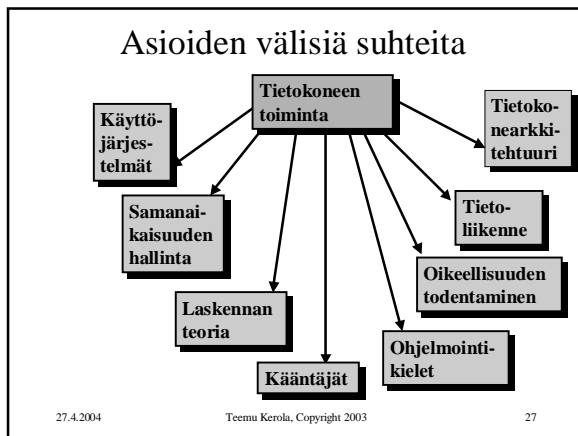 Asioiden välisiä suhteita
Tietokoneen
toiminta
Käyttö-
järjes-
telmät
Tietoko-
nearkki-
tehtuuri
Samanai-
kaisuuden
hallinta
Tieto-
liikenne
Oikeellisuuden
todentaminen
Laskennan
teoria
Ohjelmointi-
kielet
Kääntäjät
27.4.2004
Teemu Kerola, Copyright 2003
27